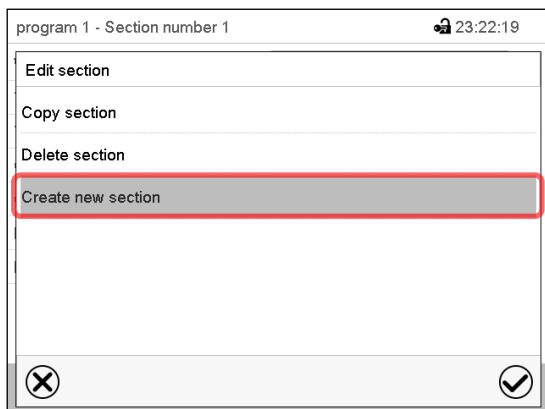 program 1 - Section number 1 23:22:19
Edit section
Copy section
Delete section
Create new section